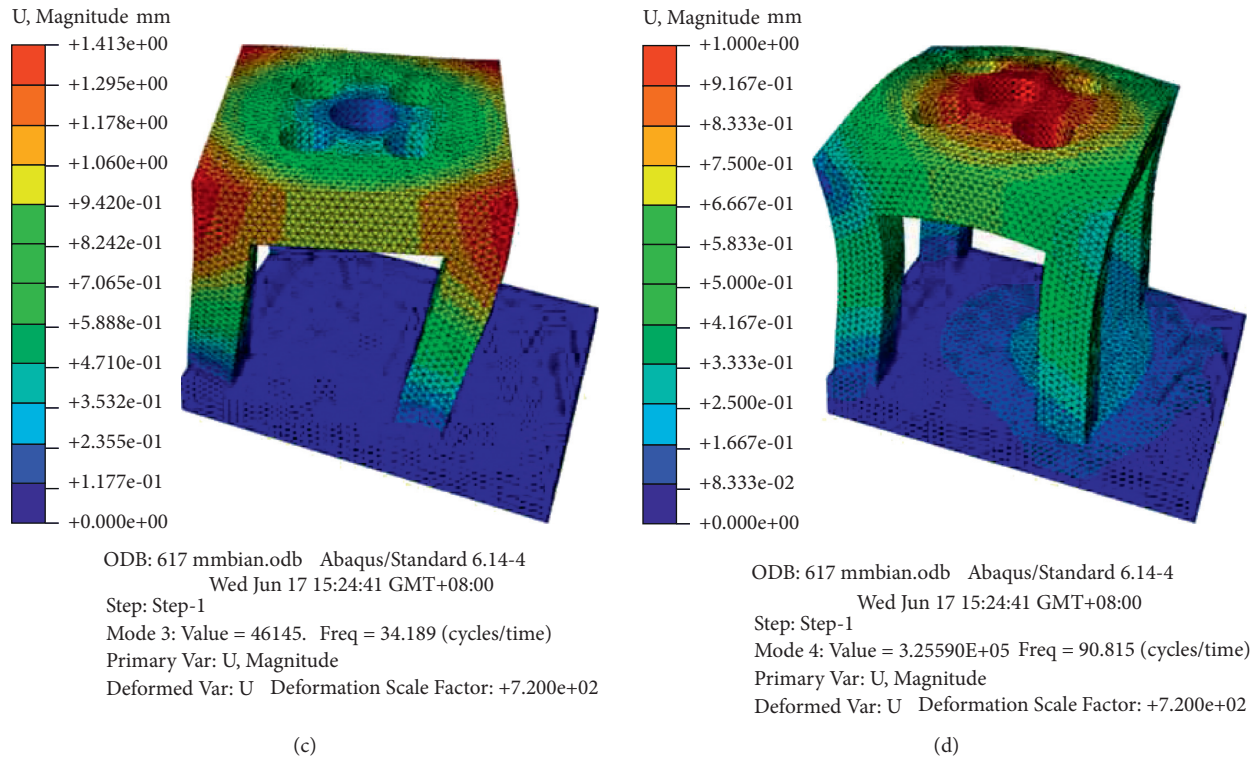 U, Magnitude mm
+1.413e+00
+1.295e+00
+1.178e+00
+1.060e+00
+9.420e-01
+8.242e-01
+7.065e-01
+5.888e-01
+4.710e-01
+3.532e-01
+2.355e-01
+1.177e-01
+0.000e+00
ODB: 617 mmbian.odb Abaqus/Standard 6.14-4
Wed Jun 17 15:24:41 GMT+08:00
Step: Step-1
Mode 3: Value = 46145. Freq = 34.189 (cycles/time)
Primary Var: U, Magnitude
Deformed Var: U Deformation Scale Factor: +7.200e+02
(c)
U, Magnitude mm
+1.000e+00
+9.167e-01
+8.333e-01
+7.500e-01
+6.667e-01
+5.833e-01
+5.000e-01
+4.167e-01
+3.333e-01
+2.500e-01
+1.667e-01
+8.333e-02
+0.000e+00
ODB: 617 mmbian.odb Abaqus/Standard 6.14-4
Wed Jun 17 15:24:41 GMT+08:00
Step: Step-1
Mode 4: Value = 3.25590E+05 Freq = 90.815 (cycles/time)
Primary Var: U, Magnitude
Deformed Var: U Deformation Scale Factor: +7.200e+02
(d)